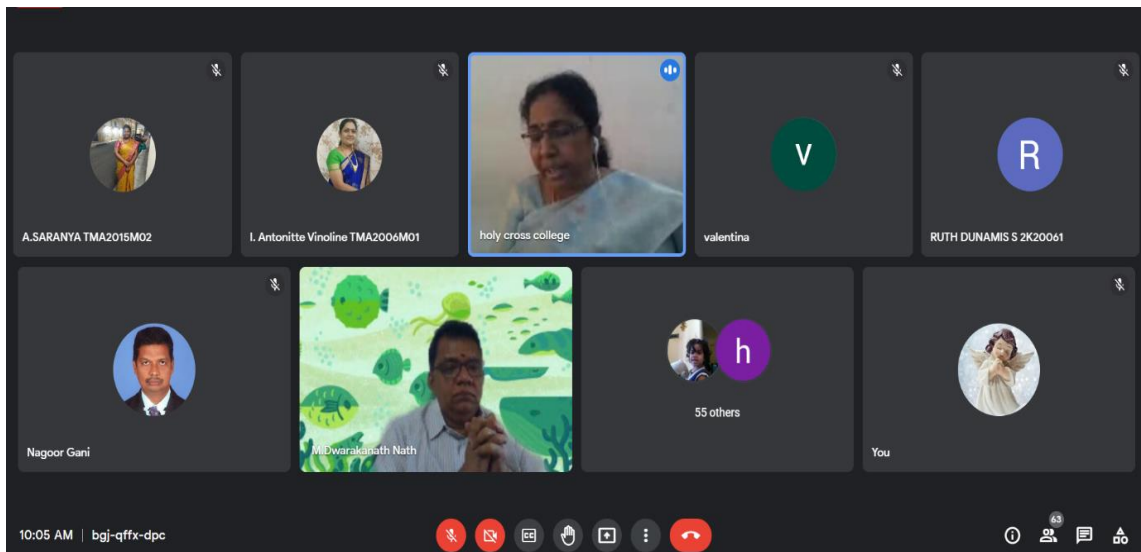 A.SARANYA TMA2015M02
I. Antonitte Vinoline TMA2006M01
holy cross college
V
valentina
R
RUTH DUNAMIS S 2K20061
Nagoor Gani
M.Dwarakanath Nath
h
55 others
You
10:05 AM | bgj-qffx-dpc
CC
63